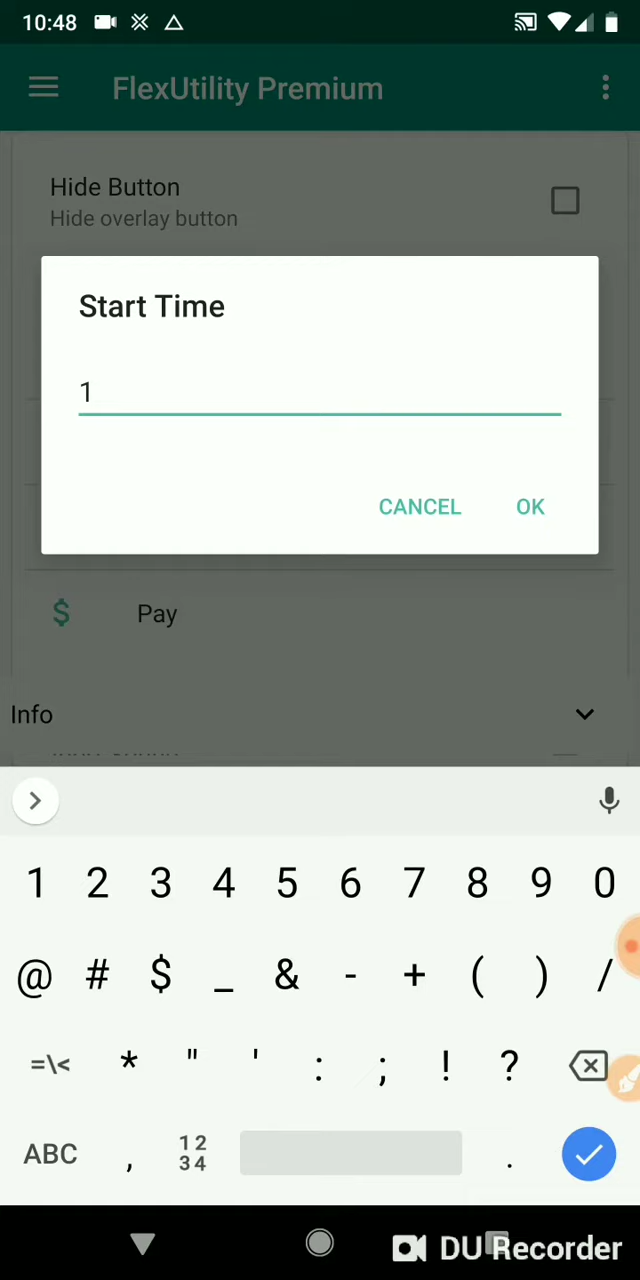 10:48
FlexUtility Premium
Hide Button
Hide overlay button
Start Time
1
CANCEL OK
$ Pay
Info
1 2 3 4 5 6 7 8 9 0
@ # $ _ & - + ( ) /
=\< * " ' : ; ! ?
ABC , 12 34 .
DU Recorder